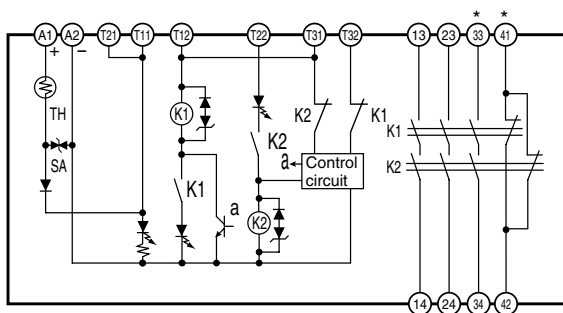 * *
A1 A2 T21 T11 T12 T22 T31 T32 13 23 33 41
+ −
TH
K1
K2 K1
K2
K1
SA
a Control
circuit
K1 a
K2
K2
14 24 34 42